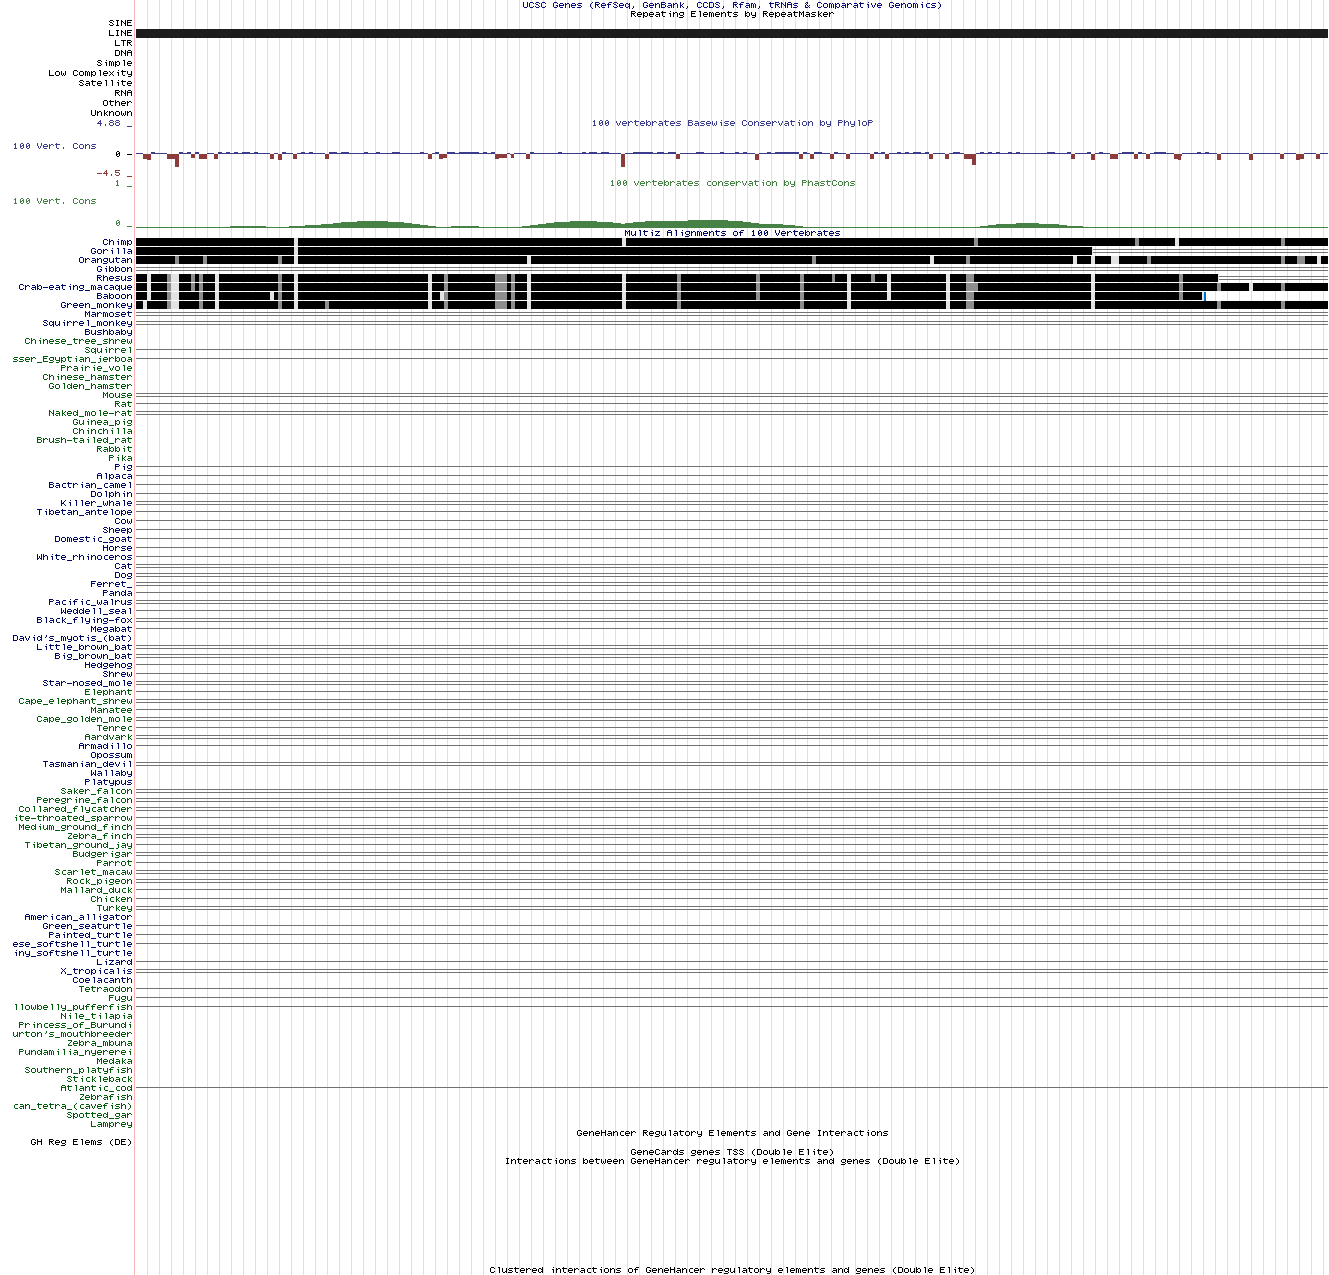 UCSC Genes (RefSeq, GenBank, CCDS, Rfam, tRNAs & Comparative Genomics)
Repeating Elements by RepeatMasker
SINE
LINE
LTR
DNA
Simple
Low Complexity
Satellite
RNA
Other
Unknown
4.88 _
100 vertebrates Basewise Conservation by PhyloP
100 Vert. Cons
0 -
-4.5 _
1 _
100 vertebrates conservation by PhastCons
100 Vert. Cons
0 _
Multiz Alignments of 100 Vertebrates
Chimp
Gorilla
Orangutan
Gibbon
Rhesus
Crab-eating_macaque
Baboon
Green_monkey
Marmoset
Squirrel_monkey
Bushbaby
Chinese_tree_shrew
Squirrel
sser_Egyptian_jerboa
Prairie_vole
Chinese_hamster
Golden_hamster
Mouse
Rat
Naked_mole-rat
Guinea_pig
Chinchilla
Brush-tailed_rat
Rabbit
Pika
Pig
Alpaca
Bactrian_camel
Dolphin
Killer_whale
Tibetan_antelope
Cow
Sheep
Domestic_goat
Horse
White_rhinoceros
Cat
Dog
Ferret_
Panda
Pacific_walrus
Weddell_seal
Black_flying-fox
Megabat
David's_myotis_(bat)
Little_brown_bat
Big_brown_bat
Hedgehog
Shrew
Star-nosed_mole
Elephant
Cape_elephant_shrew
Manatee
Cape_golden_mole
Tenrec
Aardvark
Armadillo
Opossum
Tasmanian_devil
Wallaby
Platypus
Saker_falcon
Peregrine_falcon
Collared_flycatcher
ite-throated_sparrow
Medium_ground_finch
Zebra_finch
Tibetan_ground_jay
Budgerigar
Parrot
Scarlet_macaw
Rock_pigeon
Mallard_duck
Chicken
Turkey
American_alligator
Green_seaturtle
Painted_turtle
ese_softshell_turtle
iny_softshell_turtle
Lizard
X_tropicalis
Coelacanth
Tetraodon
Fugu
llowbelly_pufferfish
Nile_tilapia
Princess_of_Burundi
urton's_mouthbreeder
Zebra_mbuna
Pundamilia_nyererei
Medaka
Southern_platyfish
Stickleback
Atlantic_cod
Zebrafish
can_tetra_(cavefish)
Spotted_gar
Lamprey
GeneHancer Regulatory Elements and Gene Interactions
GH Reg Elems (DE)
GeneCards genes TSS (Double Elite)
Interactions between GeneHancer regulatory elements and genes (Double Elite)
Clustered interactions of GeneHancer regulatory elements and genes (Double Elite)